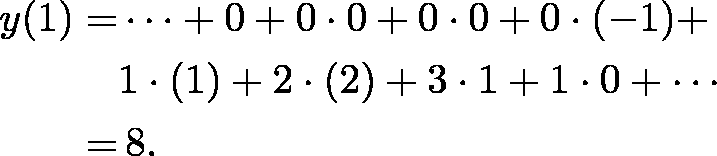 y(1) = ··· + 0 + 0 · 0 + 0 · 0 + 0 · (−1)+
1 · (1) + 2 · (2) + 3 · 1 + 1 · 0 + ···
= 8.